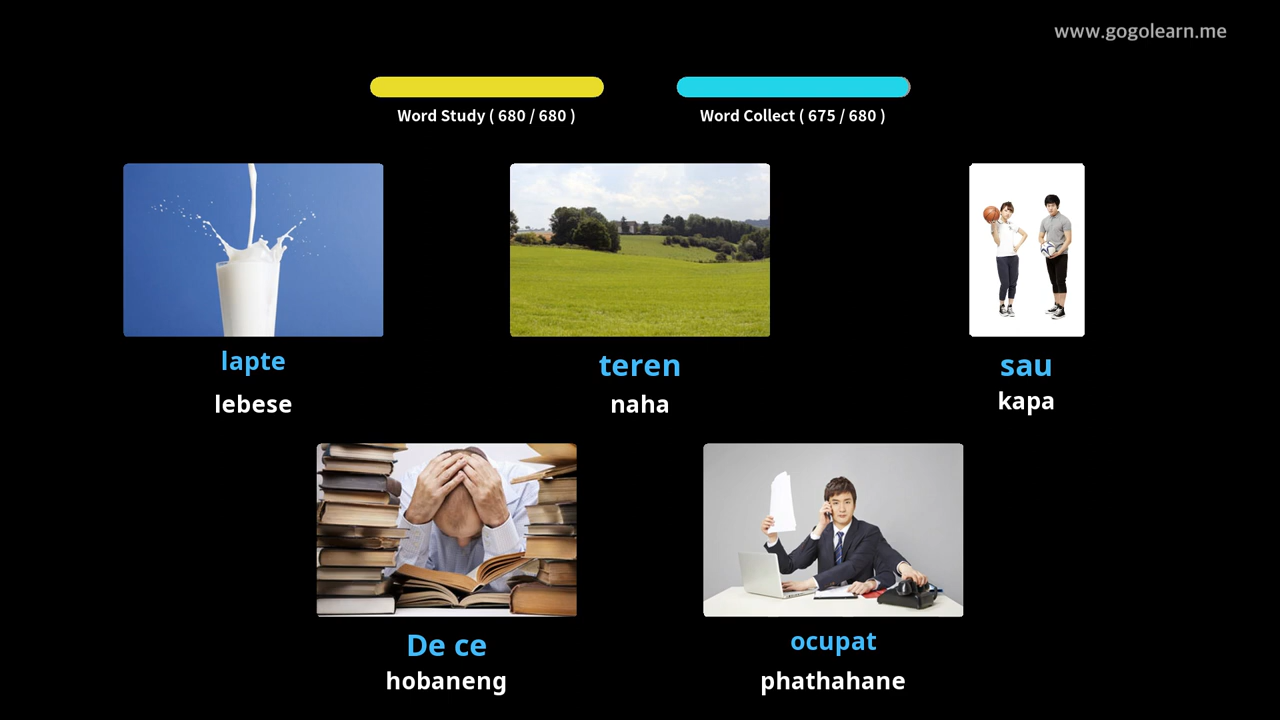 www.gogolearn.me
Word Study ( 680 / 680 )
Word Collect ( 675 / 680 )
lapte
lebese
teren
naha
sau
kapa
De ce
hobaneng
ocupat
phathahane